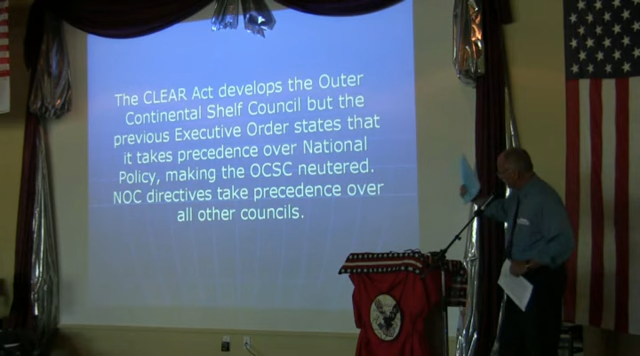 The CLEAR Act develops the Outer
Continental Shelf Council but the
previous Executive Order states that
it takes precedence over National
Policy, making the OCSC neutered.
NOC directives take precedence over
all other councils.